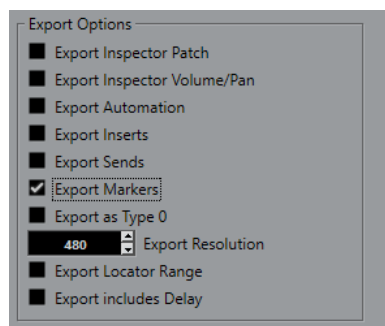 Export Options
Export Inspector Patch
Export Inspector Volume/Pan
Export Automation
Export Inserts
Export Sends
Export Markers
Export as Type 0
480 Export Resolution
Export Locator Range
Export includes Delay